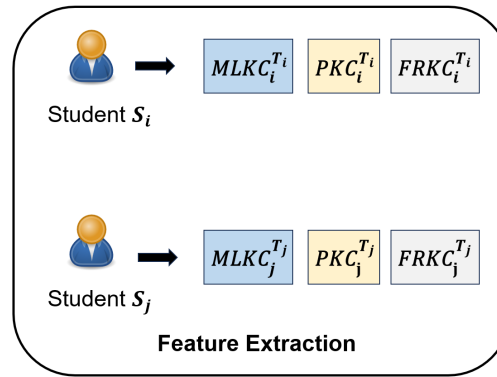 $MLKC_i^{T_i}$ $PKC_i^{T_i}$ $FRKC_i^{T_i}$
Student $S_i$
$MLKC_j^{T_j}$ $PKC_j^{T_j}$ $FRKC_j^{T_j}$
Student $S_j$
Feature Extraction